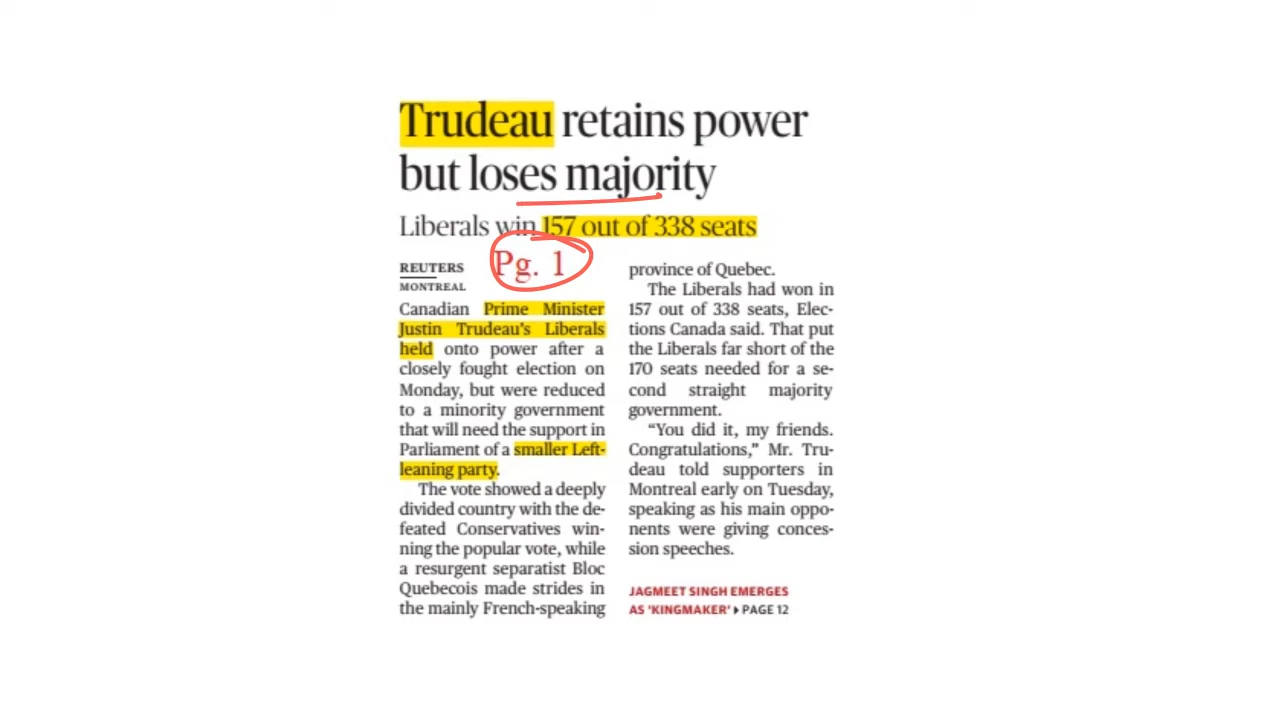 Trudeau retains power
but loses majority
Liberals win 157 out of 338 seats
REUTERS
MONTREAL
Pg. 1
Canadian Prime Minister
Justin Trudeau's Liberals
held onto power after a
closely fought election on
Monday, but were reduced
to a minority government
that will need the support in
Parliament of a smaller Left-
leaning party.
The vote showed a deeply
divided country with the de-
feated Conservatives win-
ning the popular vote, while
a resurgent separatist Bloc
Quebecois made strides in
the mainly French-speaking
province of Quebec.
The Liberals had won in
157 out of 338 seats, Elec-
tions Canada said. That put
the Liberals far short of the
170 seats needed for a se-
cond straight majority
government.
“You did it, my friends.
Congratulations,” Mr. Tru-
deau told supporters in
Montreal early on Tuesday,
speaking as his main oppo-
nents were giving conces-
sion speeches.
JAGMEET SINGH EMERGES
AS ‘KINGMAKER’ PAGE 12